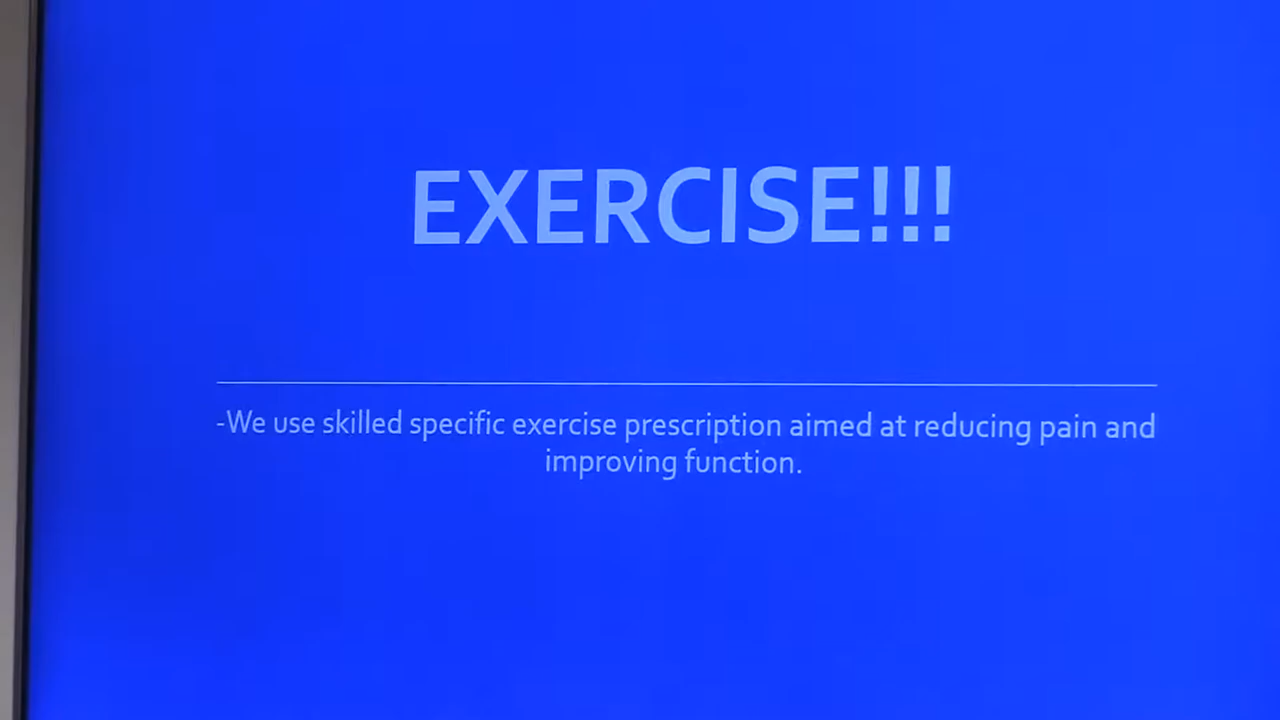 EXERCISE!!!
-We use skilled specific exercise prescription aimed at reducing pain and
improving function.